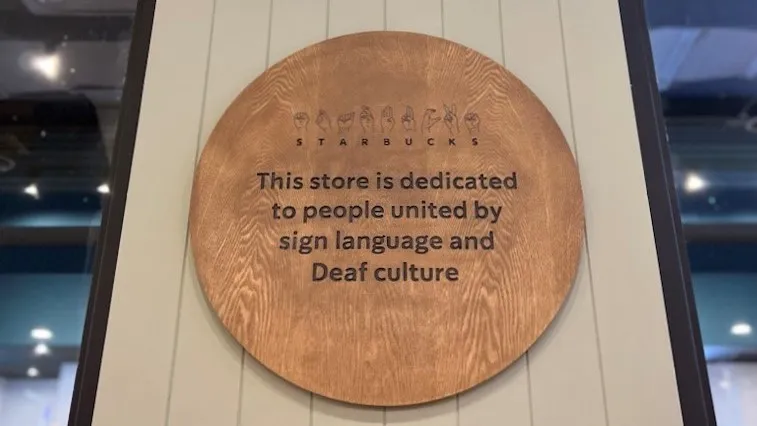 STARBUCKS
This store is dedicated
to people united by
sign language and
Deaf culture